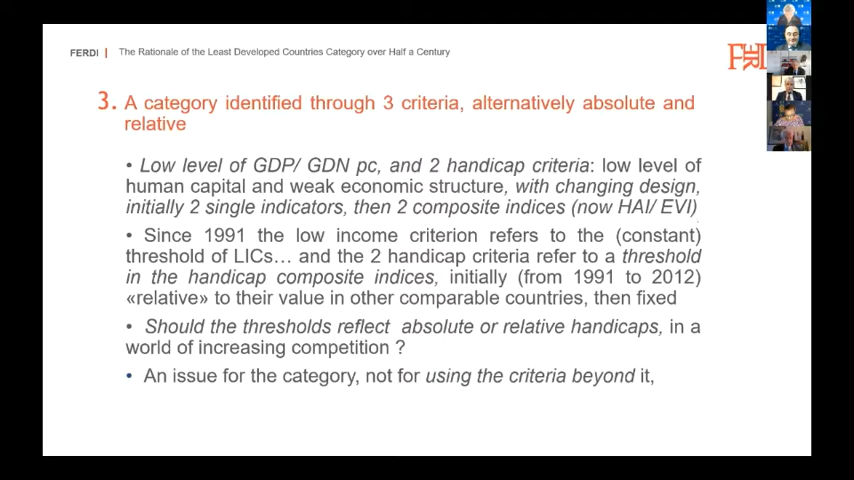 FERDI | The Rationale of the Least Developed Countries Category over Half a Century
3. A category identified through 3 criteria, alternatively absolute and
relative
• Low level of GDP/ GDN pc, and 2 handicap criteria: low level of
human capital and weak economic structure, with changing design,
initially 2 single indicators, then 2 composite indices (now HAI/ EVI)
• Since 1991 the low income criterion refers to the (constant)
threshold of LICs… and the 2 handicap criteria refer to a threshold
in the handicap composite indices, initially (from 1991 to 2012)
«relative» to their value in other comparable countries, then fixed
• Should the thresholds reflect absolute or relative handicaps, in a
world of increasing competition ?
• An issue for the category, not for using the criteria beyond it,